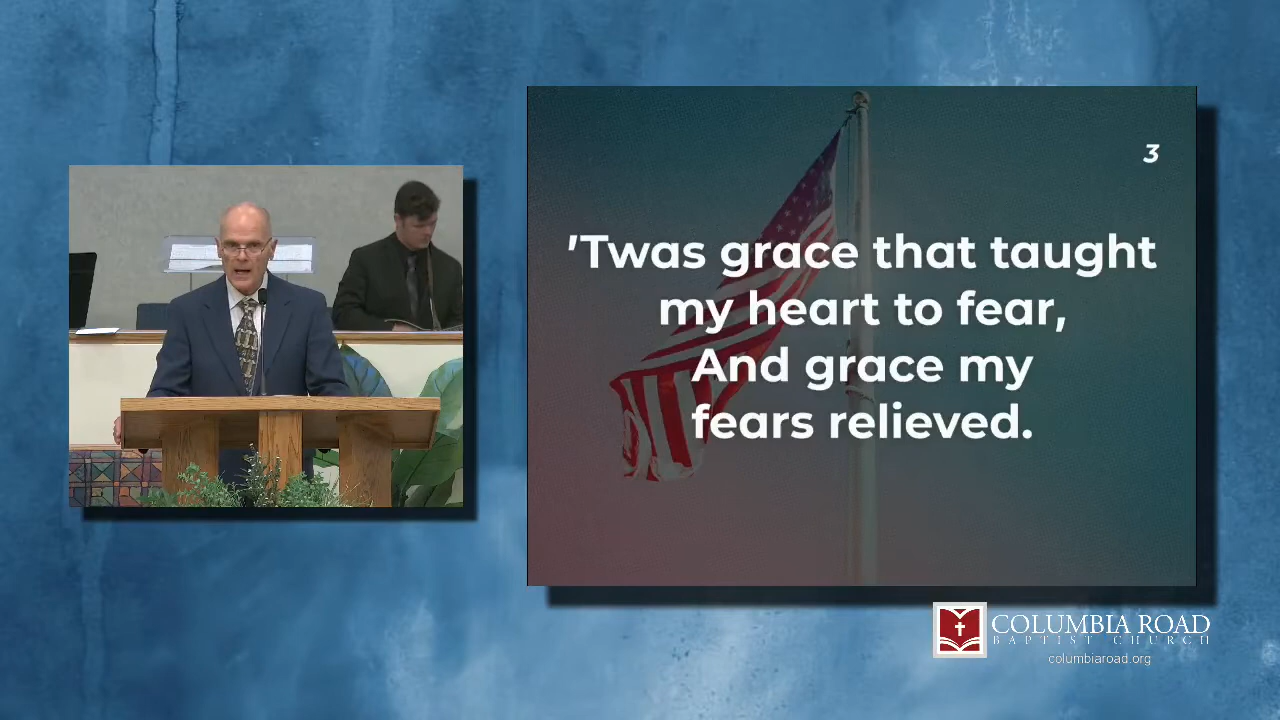 3
'Twas grace that taught
my heart to fear,
And grace my
fears relieved.
COLUMBIA ROAD
BAPTIST CHURCH
columbiaroad.org